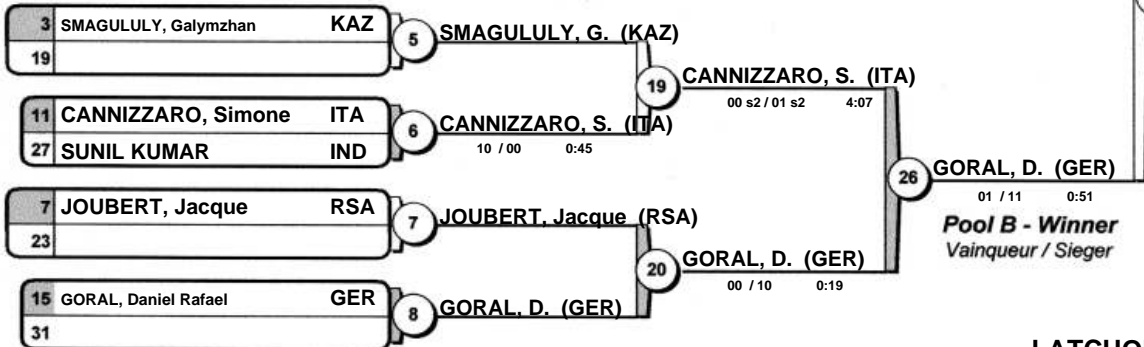 3 SMAGULULY, Galymzhan KAZ
19
5
SMAGULULY, G. (KAZ)
11 CANNIZZARO, Simone ITA
27 SUNIL KUMAR IND
6
CANNIZZARO, S. (ITA)
10 / 00 0:45
19
CANNIZZARO, S. (ITA)
00 s2 / 01 s2 4:07
7 JOUBERT, Jacque RSA
23
7
JOUBERT, Jacque (RSA)
15 GORAL, Daniel Rafael GER
31
8
GORAL, D. (GER)
20
GORAL, D. (GER)
00 / 10 0:19
26
GORAL, D. (GER)
01 / 11 0:51
Pool B - Winner
Vainqueur / Sieger